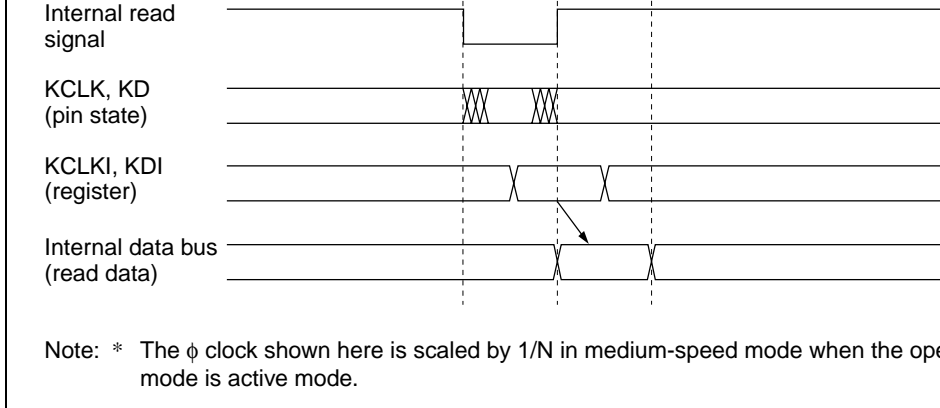 Internal read
signal
KCLK, KD
(pin state)
KCLKI, KDI
(register)
Internal data bus
(read data)
Note: * The ϕ clock shown here is scaled by 1/N in medium-speed mode when the ope
mode is active mode.